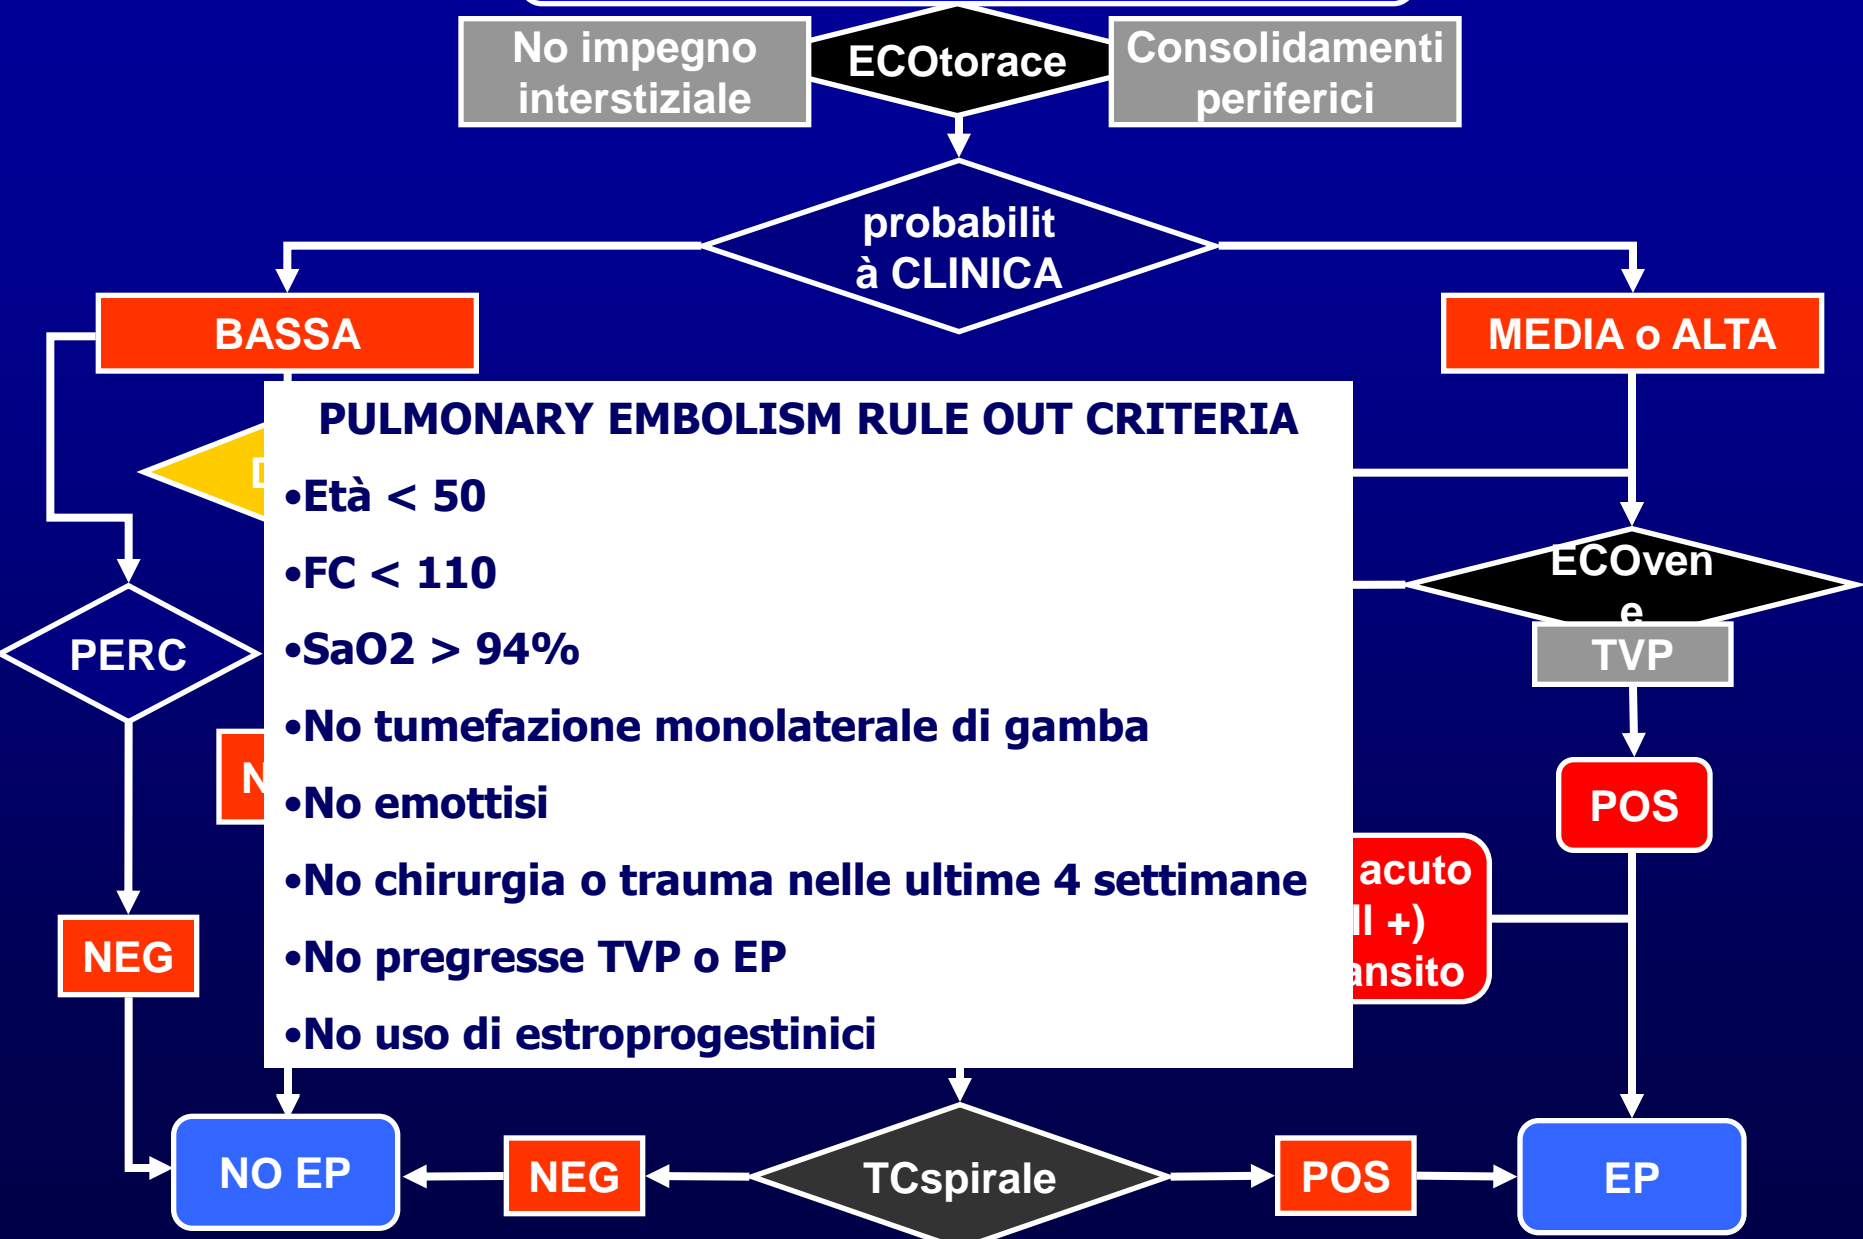 No impegno
interstiziale
ECOtorace
Consolidamenti
periferici
probabilit
à CLINICA
BASSA
MEDIA o ALTA
PULMONARY EMBOLISM RULE OUT CRITERIA
•Età < 50
•FC < 110
•SaO2 > 94%
•No tumefazione monolaterale di gamba
•No emottisi
•No chirurgia o trauma nelle ultime 4 settimane
•No pregresse TVP o EP
•No uso di estroprogestinici
ECOven
e
TVP
PERC
POS
acuto
+)
NEG
NO EP
NEG
TCspirale
POS
EP